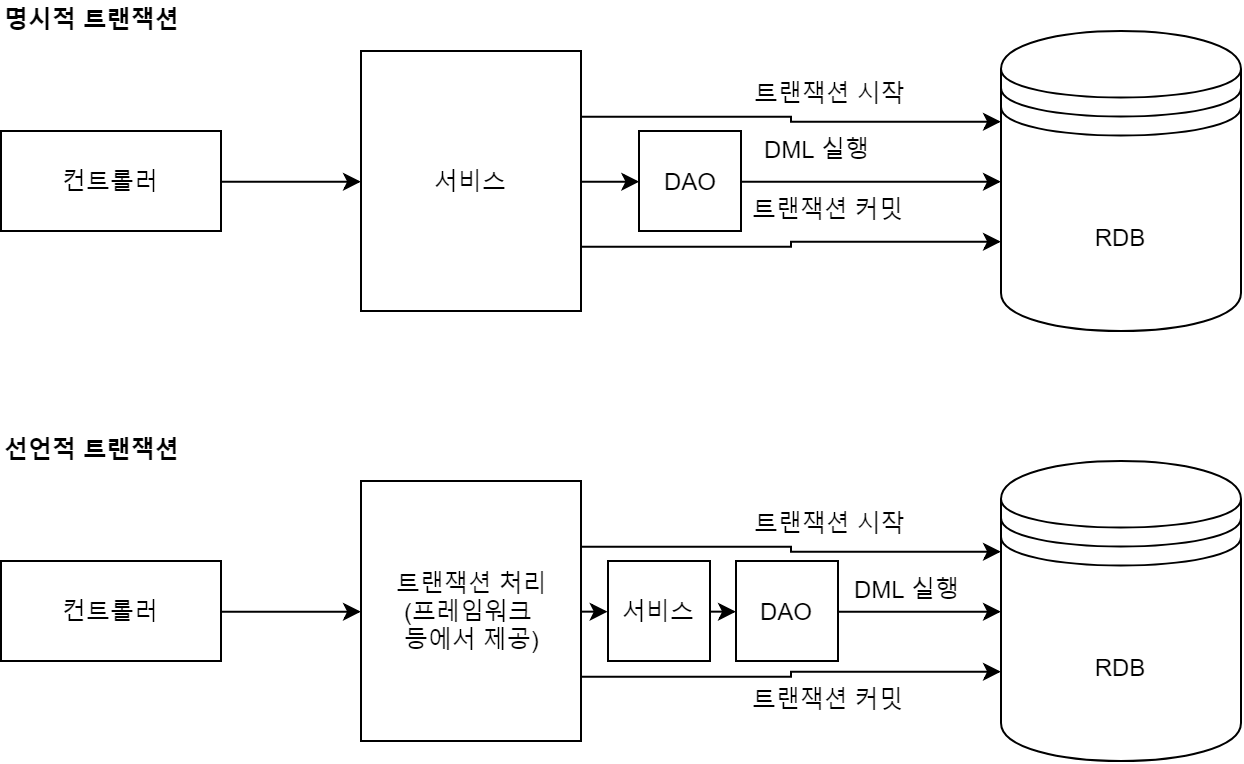 명시적 트랜잭션
트랜잭션 시작
DML 실행
컨트롤러
서비스
DAO
트랜잭션 커밋
RDB
선언적 트랜잭션
트랜잭션 시작
트랜잭션 처리
(프레임워크
등에서 제공)
DML 실행
컨트롤러
서비스
DAO
RDB
트랜잭션 커밋